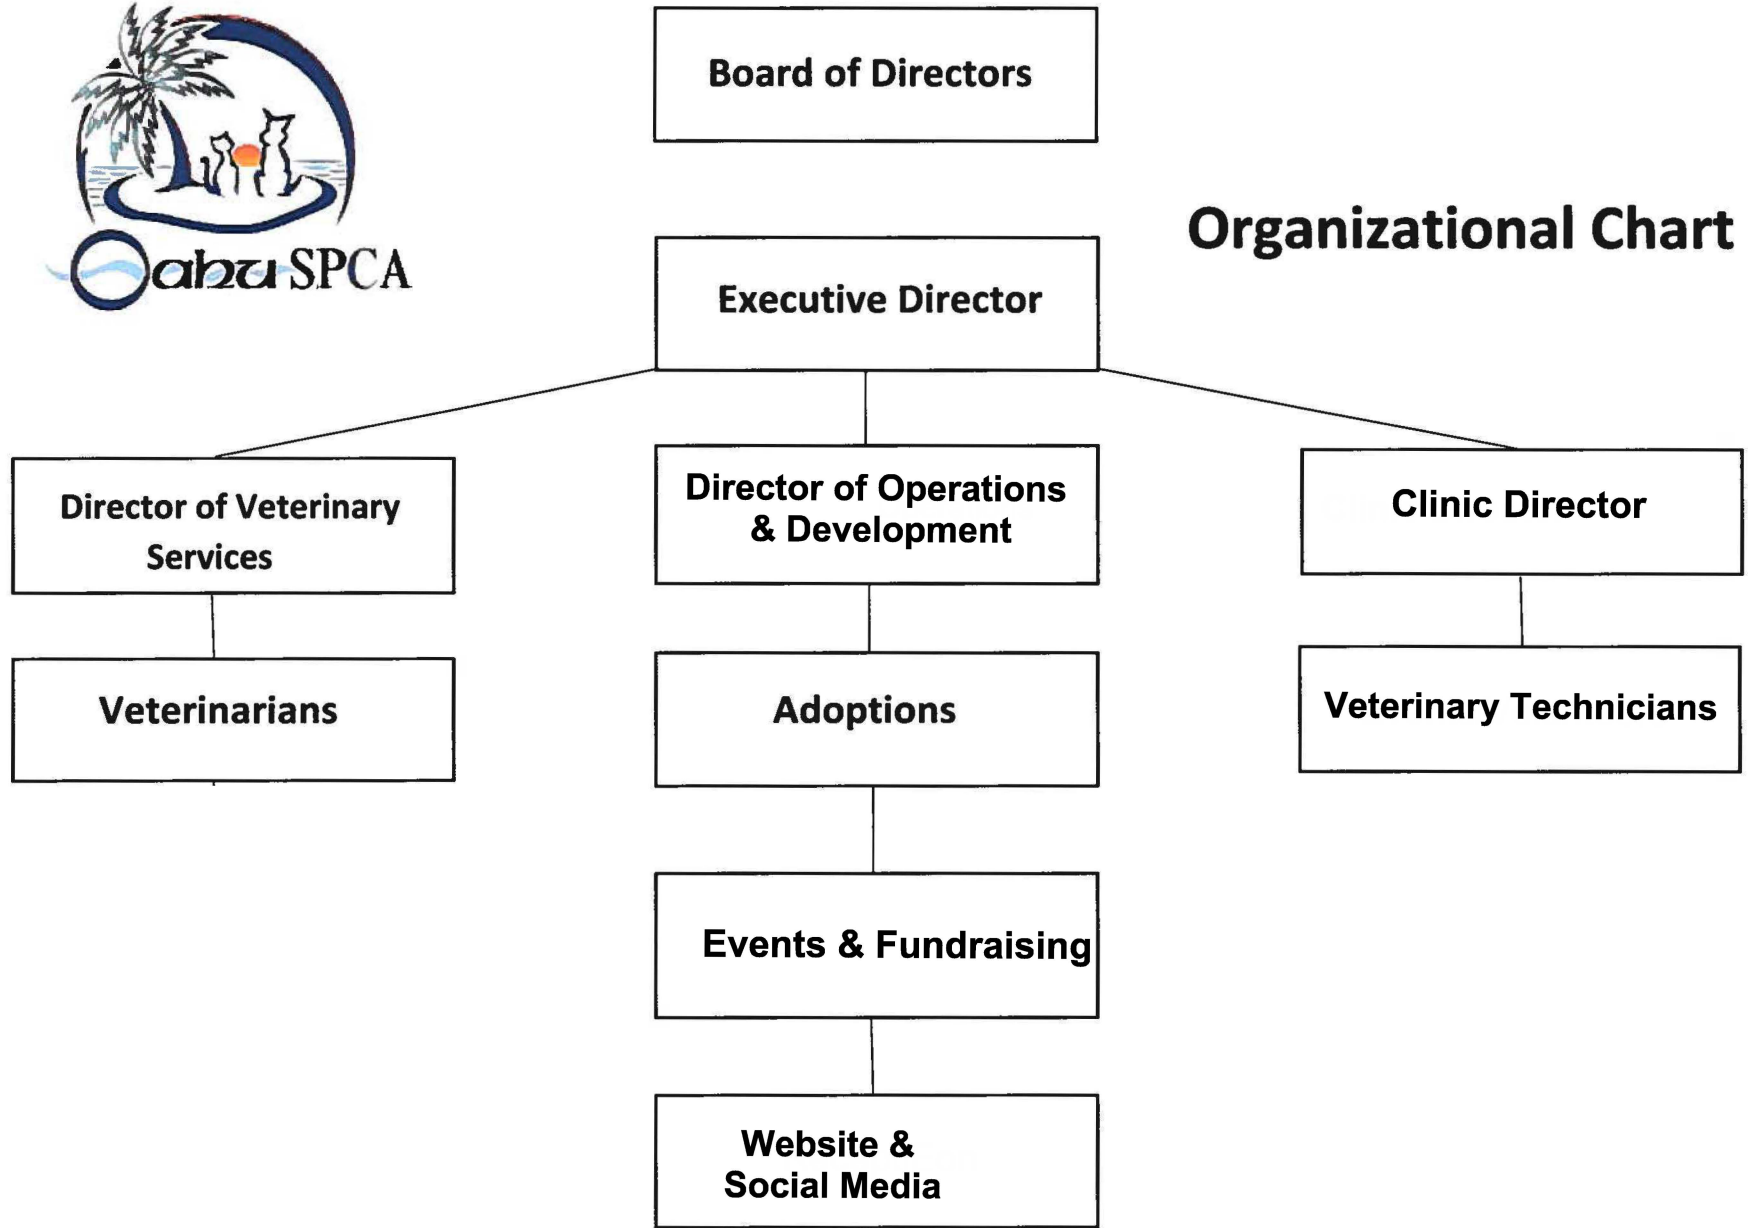 Board of Directors
Organizational Chart
Oahu SPCA
Executive Director
Director of Veterinary
Services
Director of Operations
& Development
Clinic Director
Veterinarians
Adoptions
Veterinary Technicians
Events & Fundraising
Website &
Social Media